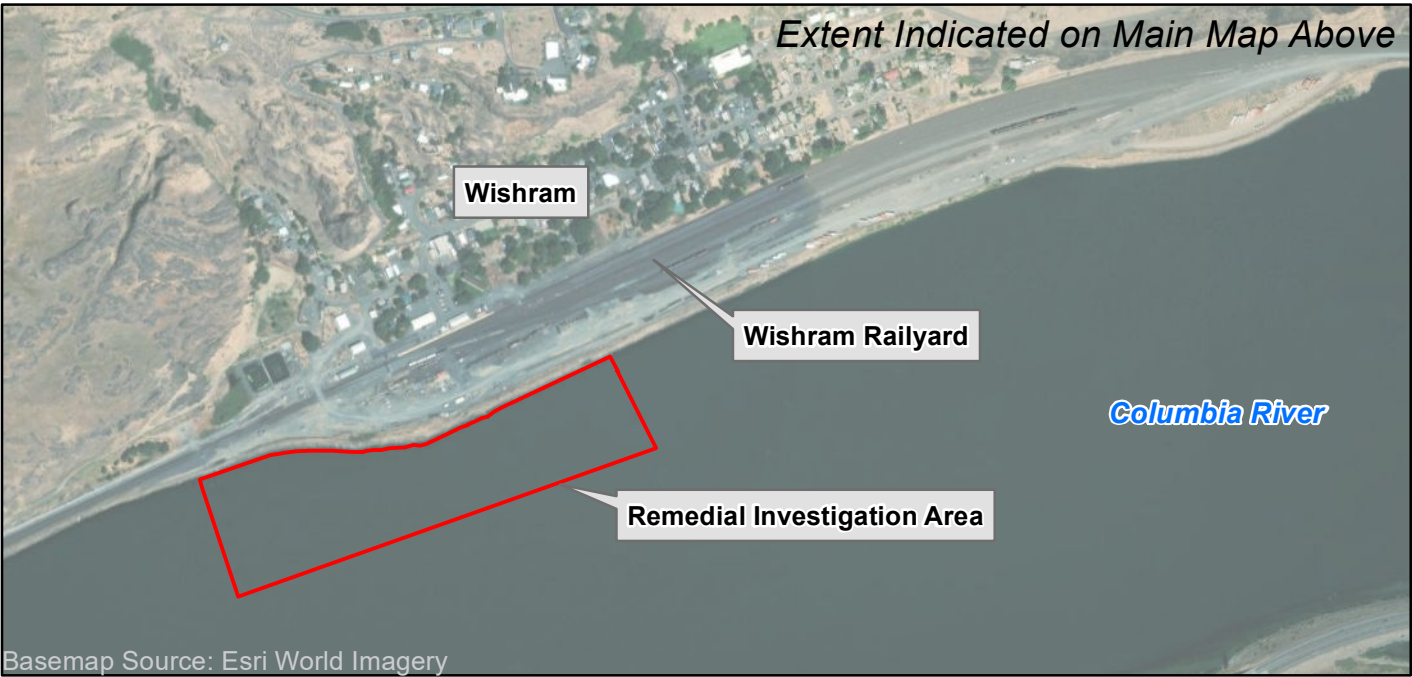 Extent Indicated on Main Map Above
Wishram
Wishram Railyard
Columbia River
Remedial Investigation Area
Basemap Source: Esri World Imagery